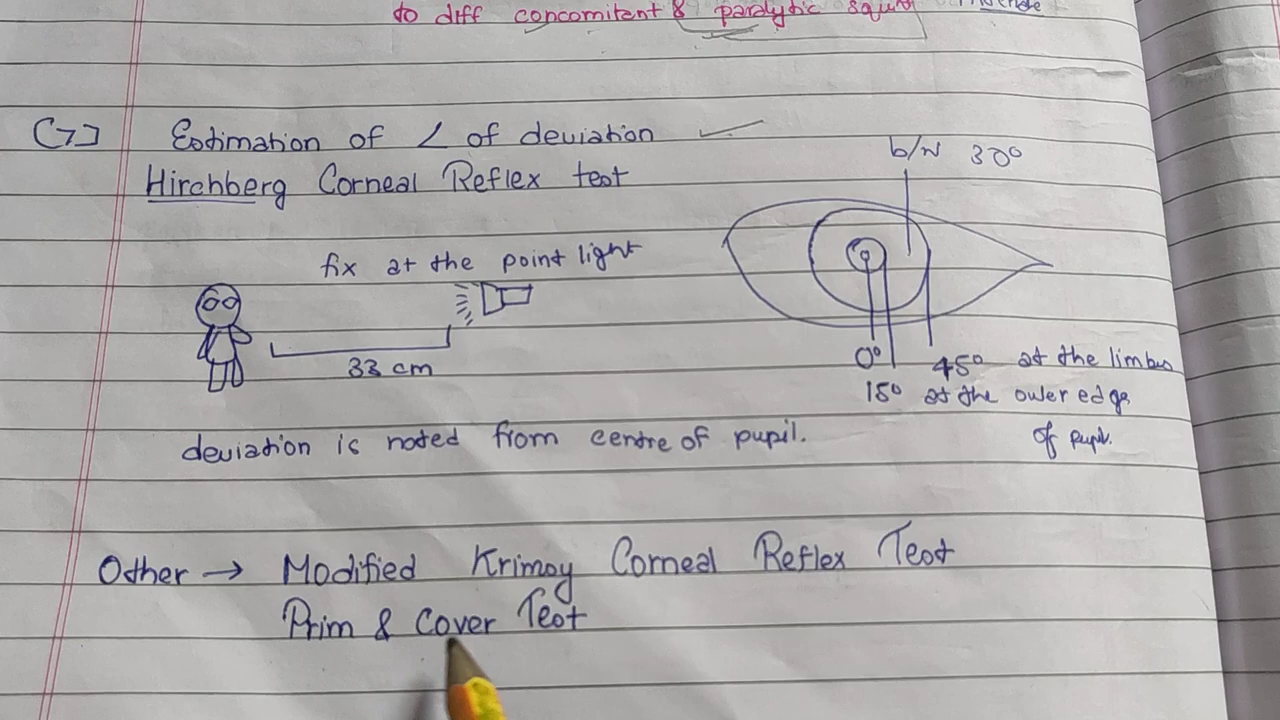 to diff concomitent & paralytic squint
[7] Estimation of ∠ of deviation
Hirchberg Corneal Reflex test
b/w 30°
fix at the point light
33 cm
0°
45° at the limbus
15° at the outer edge
of pupil.
deviation is noted from centre of pupil.
Other → Modified Krimsy Corneal Reflex Test
Prim & Cover Test